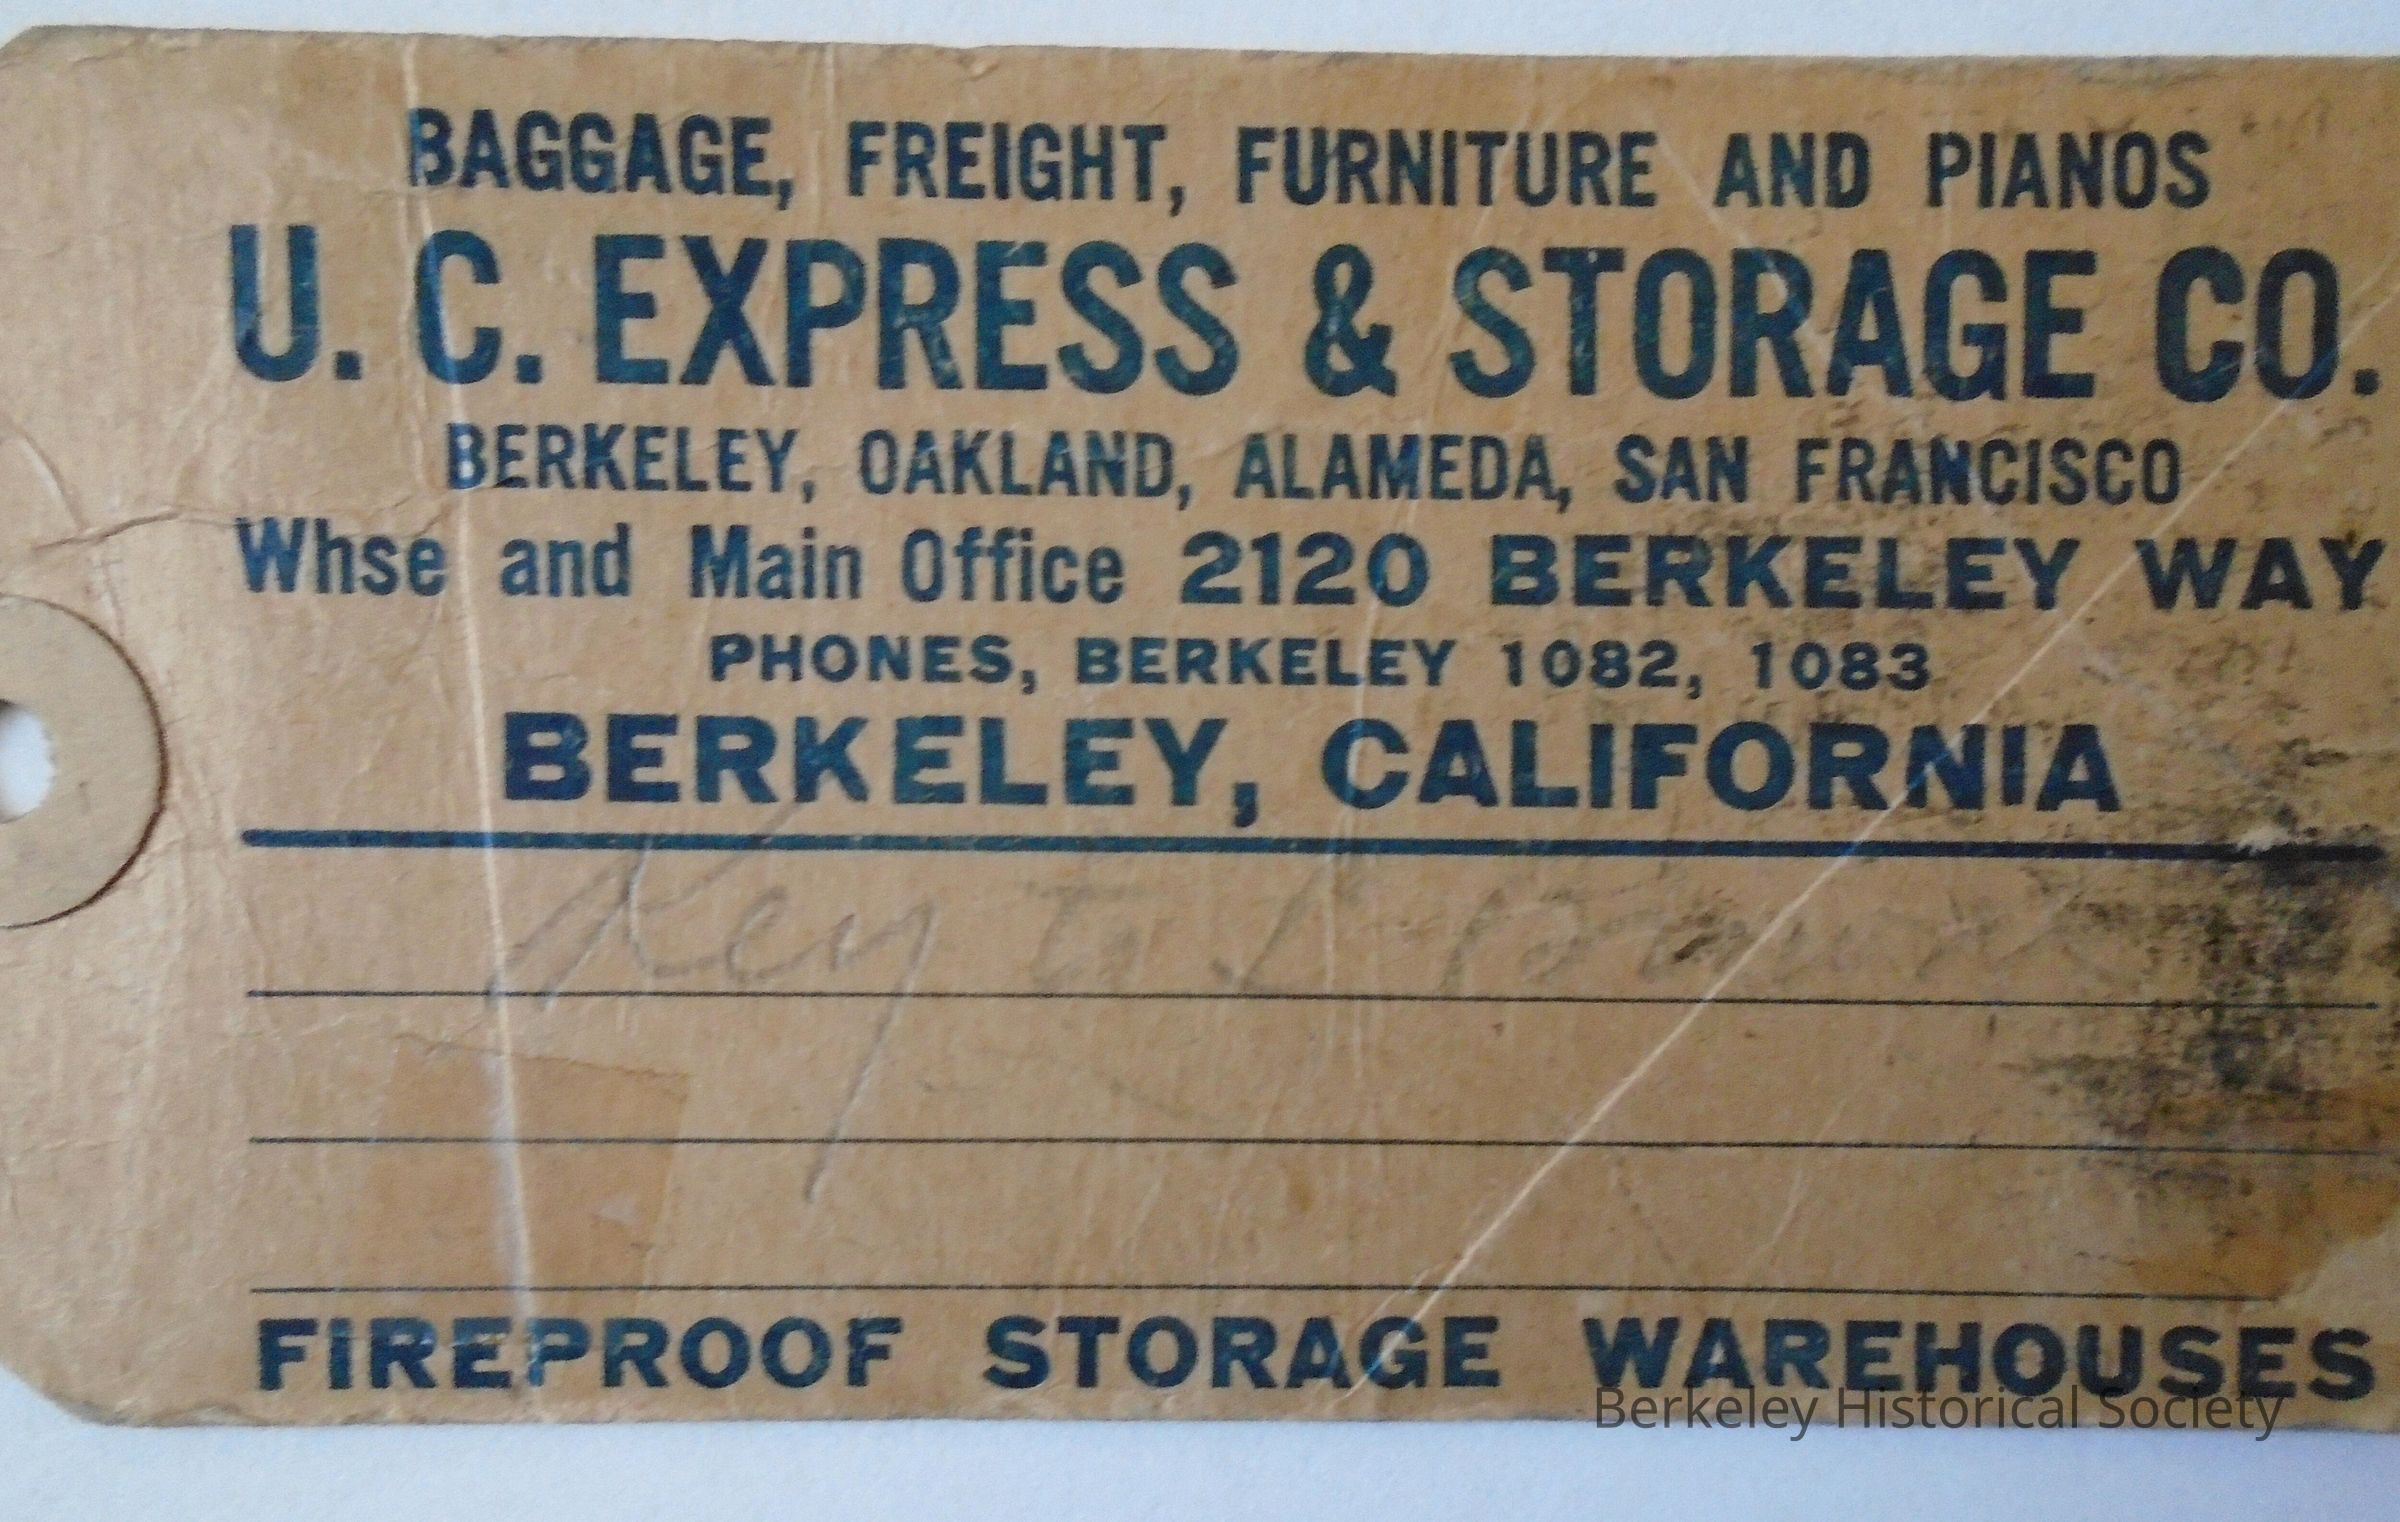 BAGGAGE, FREIGHT, FURNITURE AND PIANOS
U. C. EXPRESS & STORAGE CO.
BERKELEY, OAKLAND, ALAMEDA, SAN FRANCISCO
Whse and Main Office 2120 BERKELEY WAY
PHONES, BERKELEY 1082, 1083
BERKELEY, CALIFORNIA
Key to
FIREPROOF STORAGE WAREHOUSES
Berkeley Historical Society